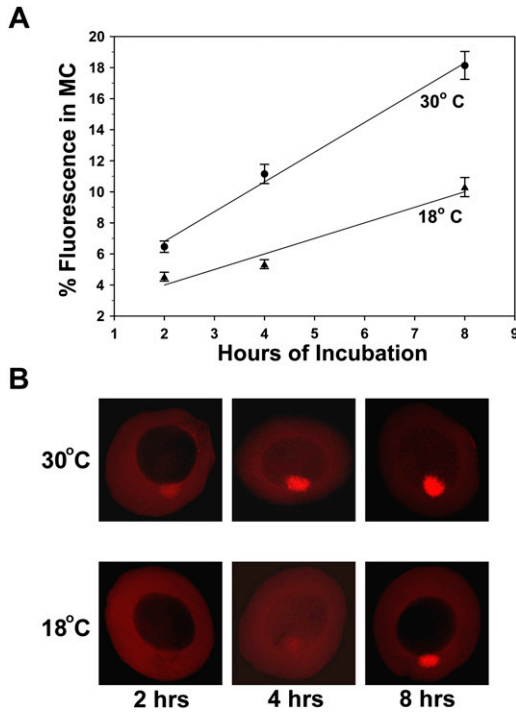 A
% Fluorescence in MC
20
18
16
14
12
10
8
6
4
2
30° C
18° C
1 2 3 4 5 6 7 8 9
Hours of Incubation
B
30°C
18°C
2 hrs 4 hrs 8 hrs